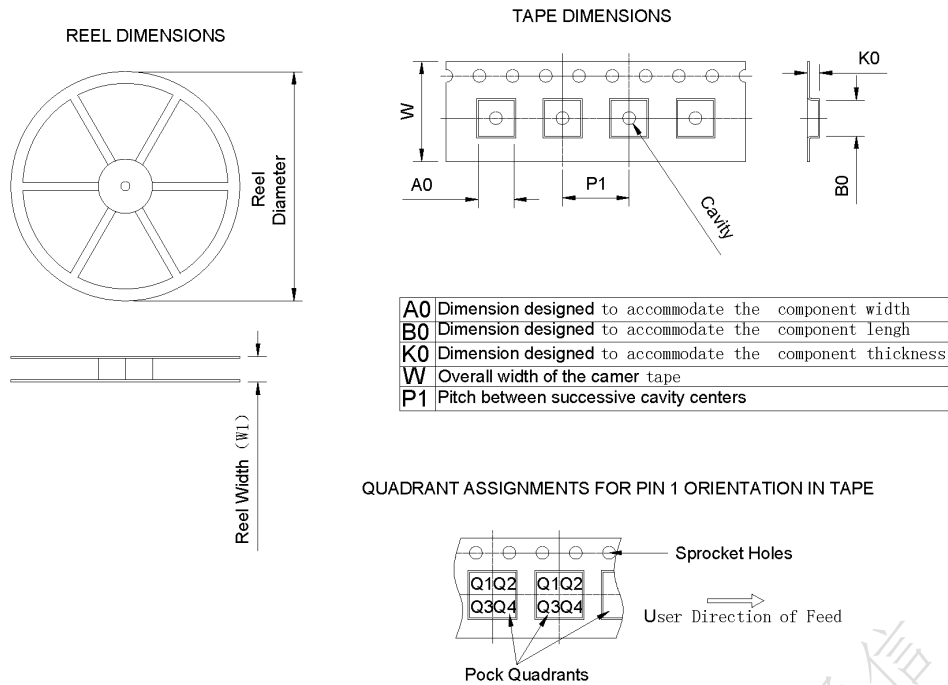 REEL DIMENSIONS
TAPE DIMENSIONS
Reel
Diameter
Reel Width (W1)
W
A0
P1
Cavity
K0
B0
A0 Dimension designed to accommodate the component width
B0 Dimension designed to accommodate the component lengh
K0 Dimension designed to accommodate the component thickness
W Overall width of the camer tape
P1 Pitch between successive cavity centers
QUADRANT ASSIGNMENTS FOR PIN 1 ORIENTATION IN TAPE
Sprocket Holes
Q1Q2 Q1Q2
Q3Q4 Q3Q4
User Direction of Feed
Pock Quadrants
信